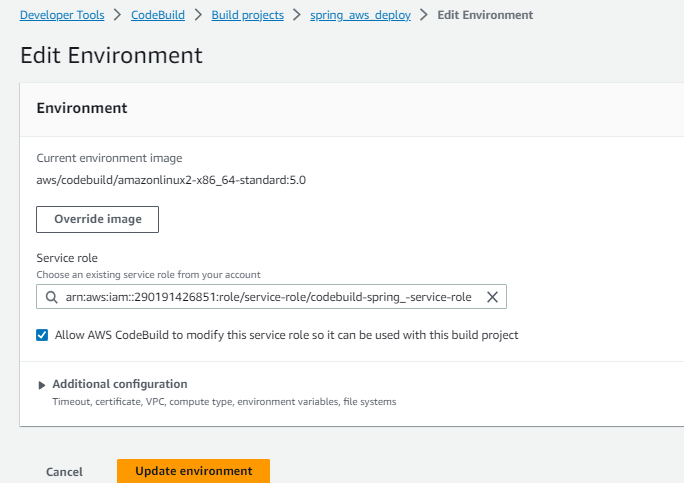 Developer Tools > CodeBuild > Build projects > spring_aws_deploy > Edit Environment
Edit Environment
Environment
Current environment image
aws/codebuild/amazonlinux2-x86_64-standard:5.0
Override image
Service role
Choose an existing service role from your account
arn:aws:iam::290191426851:role/service-role/codebuild-spring_-service-role
Allow AWS CodeBuild to modify this service role so it can be used with this build project
Additional configuration
Timeout, certificate, VPC, compute type, environment variables, file systems
Cancel Update environment